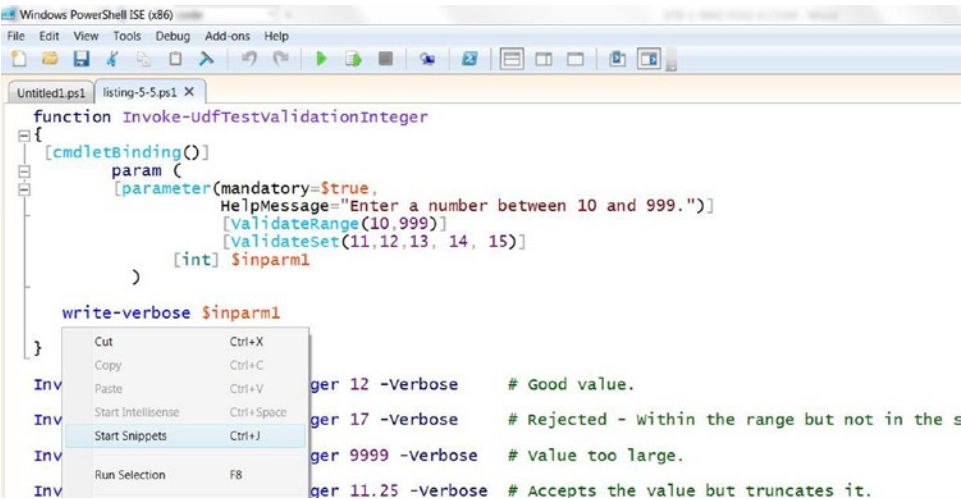 Windows PowerShell ISE (x86)
File Edit View Tools Debug Add-ons Help
Untitled1.ps1 listing-5-5.ps1 X
function Invoke-UdfTestValidationInteger
{
[cmdletBinding()]
param (
[parameter(mandatory=$true,
HelpMessage="Enter a number between 10 and 999.")]
[ValidateRange(10,999)]
[ValidateSet(11,12,13, 14, 15)]
[int] $inparm1
)
write-verbose $inparm1
}
Cut Ctrl+X
Copy Ctrl+C
Inv Paste Ctrl+V ger 12 -Verbose # Good value.
Start Intellisense Ctrl+Space
Inv ger 17 -Verbose # Rejected - Within the range but not in the s
Start Snippets Ctrl+J
Inv ger 9999 -Verbose # Value too large.
Run Selection F8
Inv ger 11.25 -Verbose # Accepts the value but truncates it.